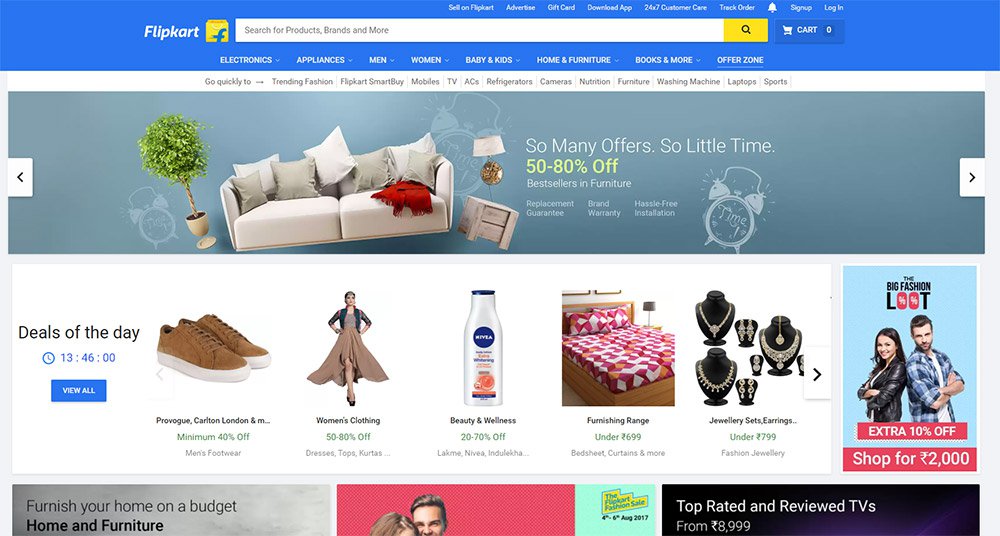 Sell on Flipkart Advertise Gift Card Download App 24x7 Customer Care Track Order Signup Log In
Flipkart
Search for Products, Brands and More
CART 0
ELECTRONICS APPLIANCES MEN WOMEN BABY & KIDS HOME & FURNITURE BOOKS & MORE OFFER ZONE
Go quickly to → Trending Fashion Flipkart SmartBuy Mobiles TV ACs Refrigerators Cameras Nutrition Furniture Washing Machine Laptops Sports
So Many Offers. So Little Time.
50-80% Off
Bestsellers in Furniture
Replacement Guarantee
Brand Warranty
Hassle-Free Installation
Time
Deals of the day
13 : 46 : 00
VIEW ALL
NIVEA
Extra
Whitening
Provogue, Carlton London & m...
Minimum 40% Off
Men's Footwear
Women's Clothing
50-80% Off
Dresses, Tops, Kurtas ...
Beauty & Wellness
20-70% Off
Lakme, Nivea, Indulekha...
Furnishing Range
Under ₹699
Bedsheet, Curtains & more
Jewellery Sets,Earrings..
Under ₹799
Fashion Jewellery
THE
BIG FASHION
L%%T
EXTRA 10% OFF
Shop for ₹2,000
Furnish your home on a budget
Home and Furniture
The Flipkart
Fashion Sale
4th- 6th Aug 2017
Top Rated and Reviewed TVs
From ₹8,999